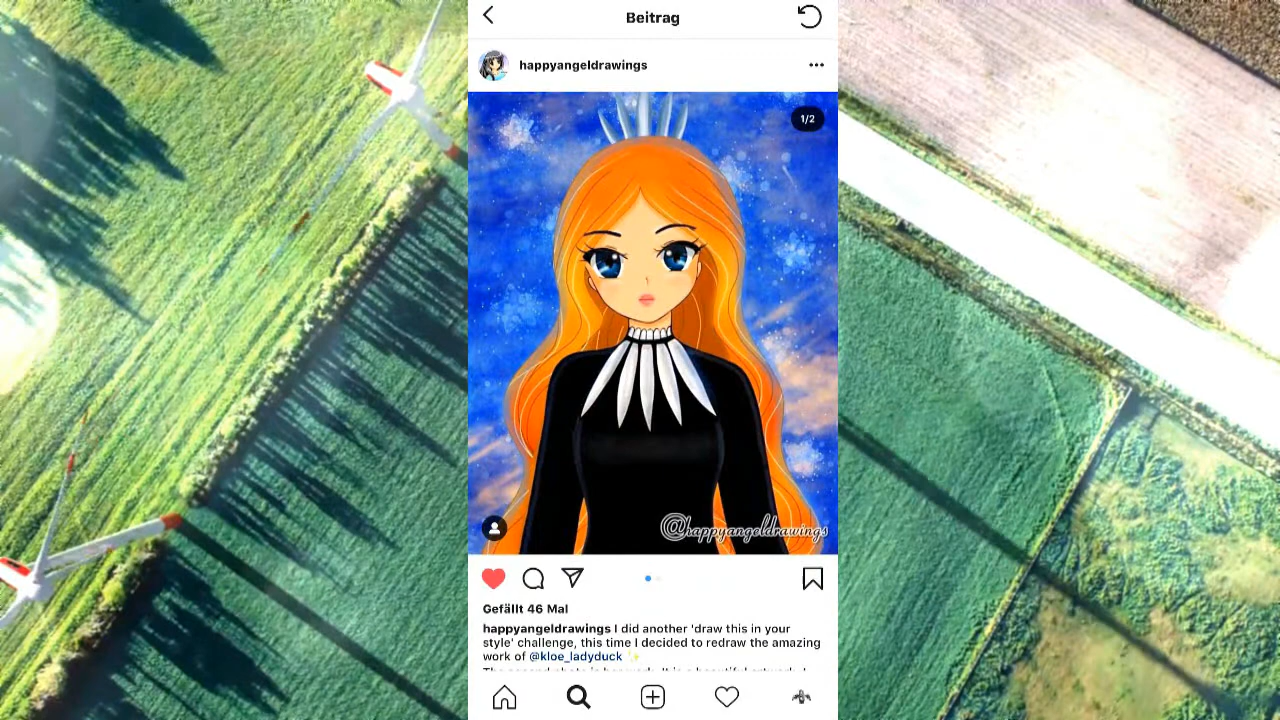 Beitrag
happyangeldrawings
1/2
@happyangeldrawings
Gefällt 46 Mal
happyangeldrawings I did another 'draw this in your
style' challenge, this time I decided to redraw the amazing
work of @kloe_ladyduck ✨